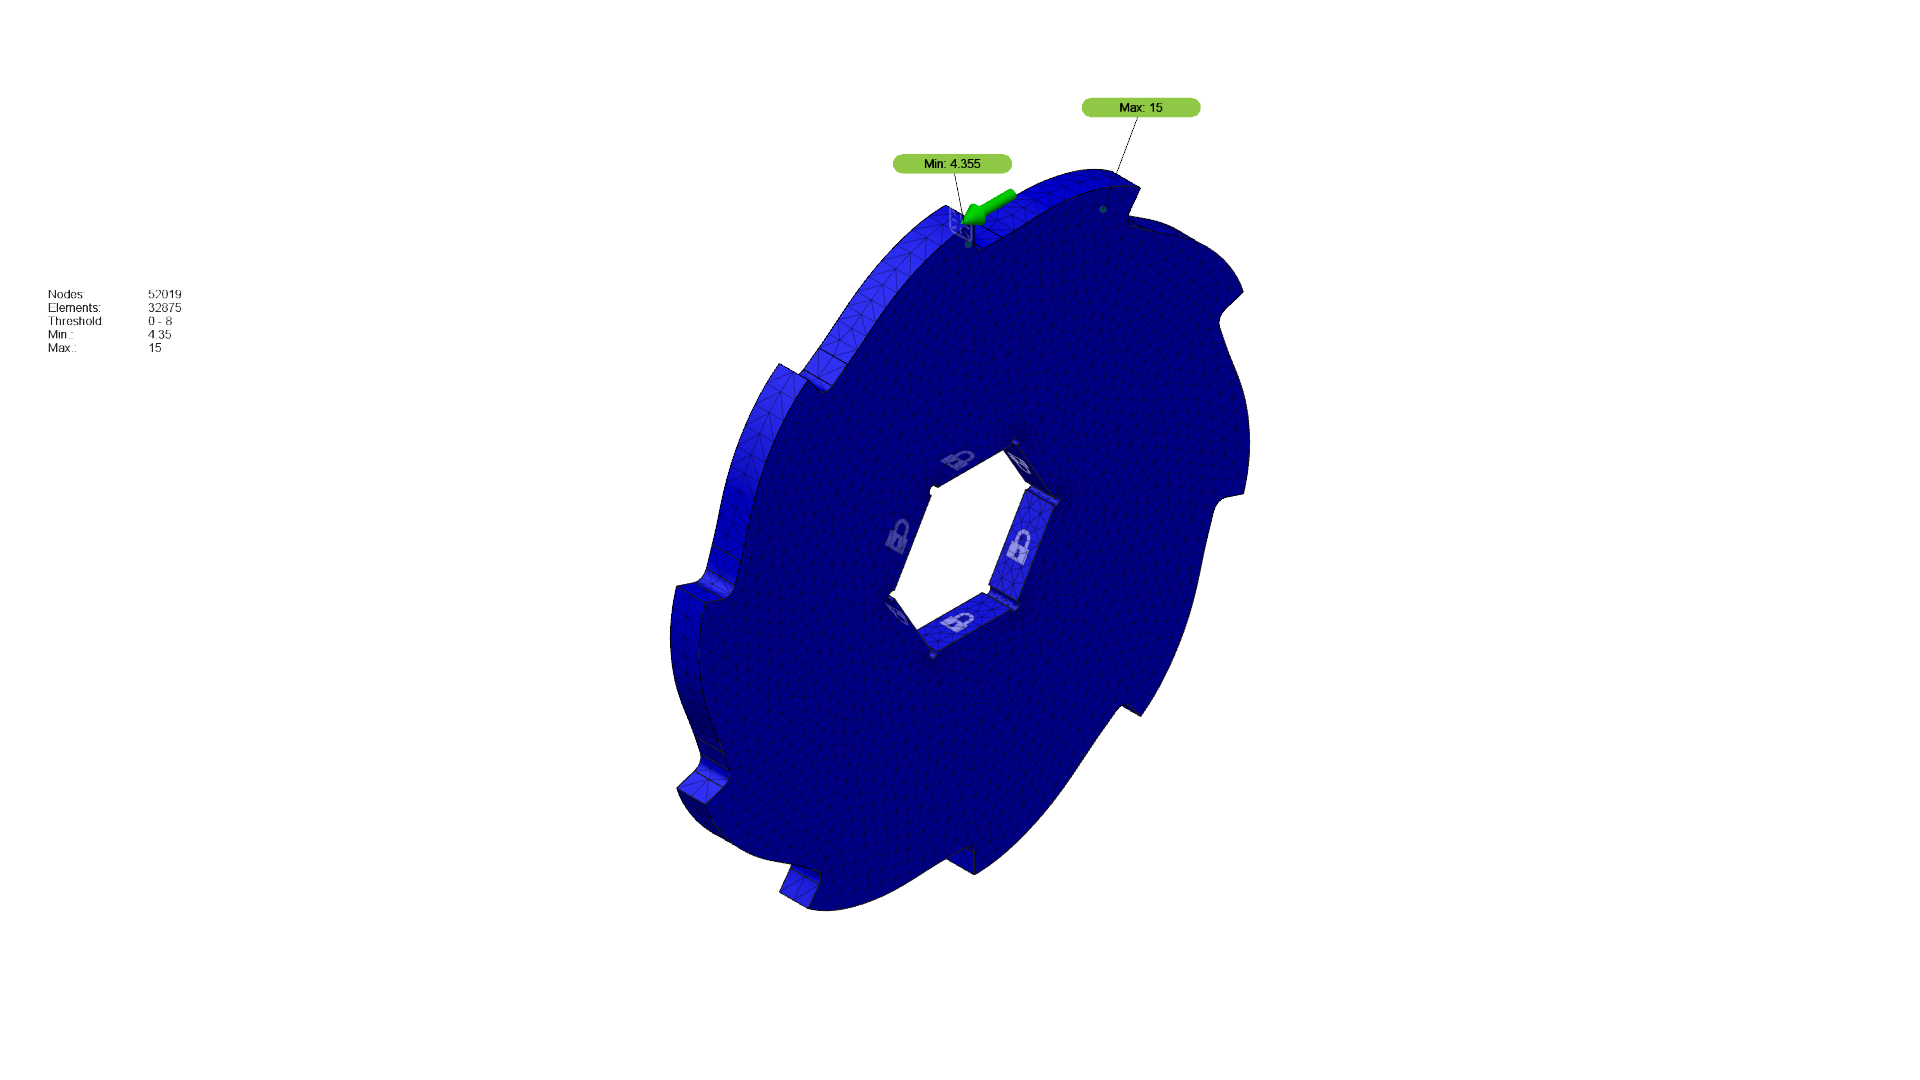 Max: 15
Min: 4.355
Nodes: 52019
Elements: 32875
Threshold 0 - 8
Min.: 4.35
Max.: 15